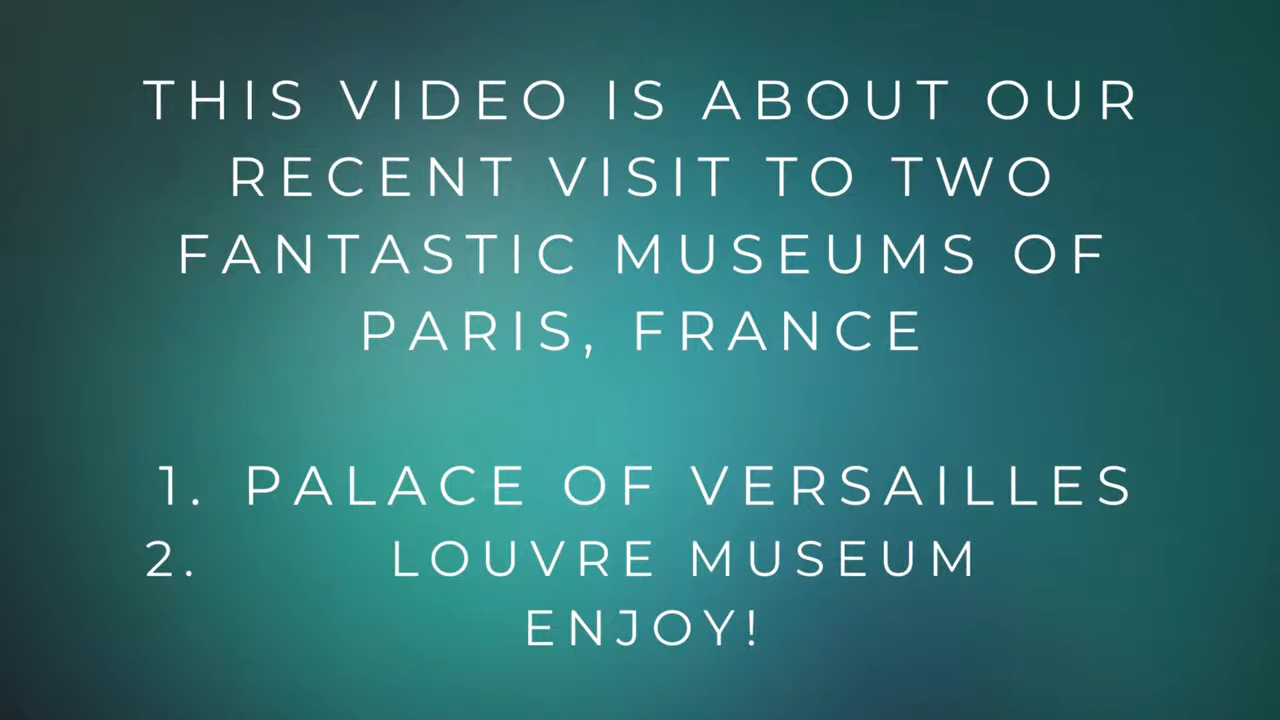 THIS VIDEO IS ABOUT OUR
RECENT VISIT TO TWO
FANTASTIC MUSEUMS OF
PARIS, FRANCE
1. PALACE OF VERSAILLES
2. LOUVRE MUSEUM
ENJOY!